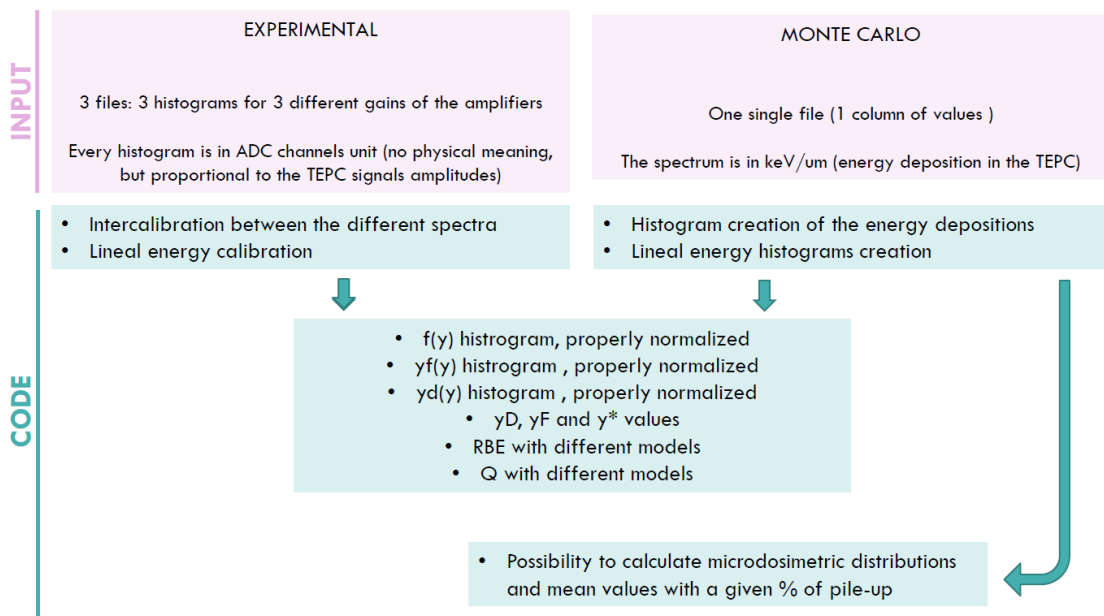 INPUT
EXPERIMENTAL
3 files: 3 histograms for 3 different gains of the amplifiers
Every histogram is in ADC channels unit (no physical meaning,
but proportional to the TEPC signals amplitudes)
MONTE CARLO
One single file (1 column of values )
The spectrum is in keV/um (energy deposition in the TEPC)
CODE
• Intercalibration between the different spectra
• Lineal energy calibration
• Histogram creation of the energy depositions
• Lineal energy histograms creation
• f(y) histrogram, properly normalized
• yf(y) histrogram , properly normalized
• yd(y) histogram , properly normalized
• yD, yF and y* values
• RBE with different models
• Q with different models
• Possibility to calculate microdosimetric distributions
and mean values with a given % of pile-up